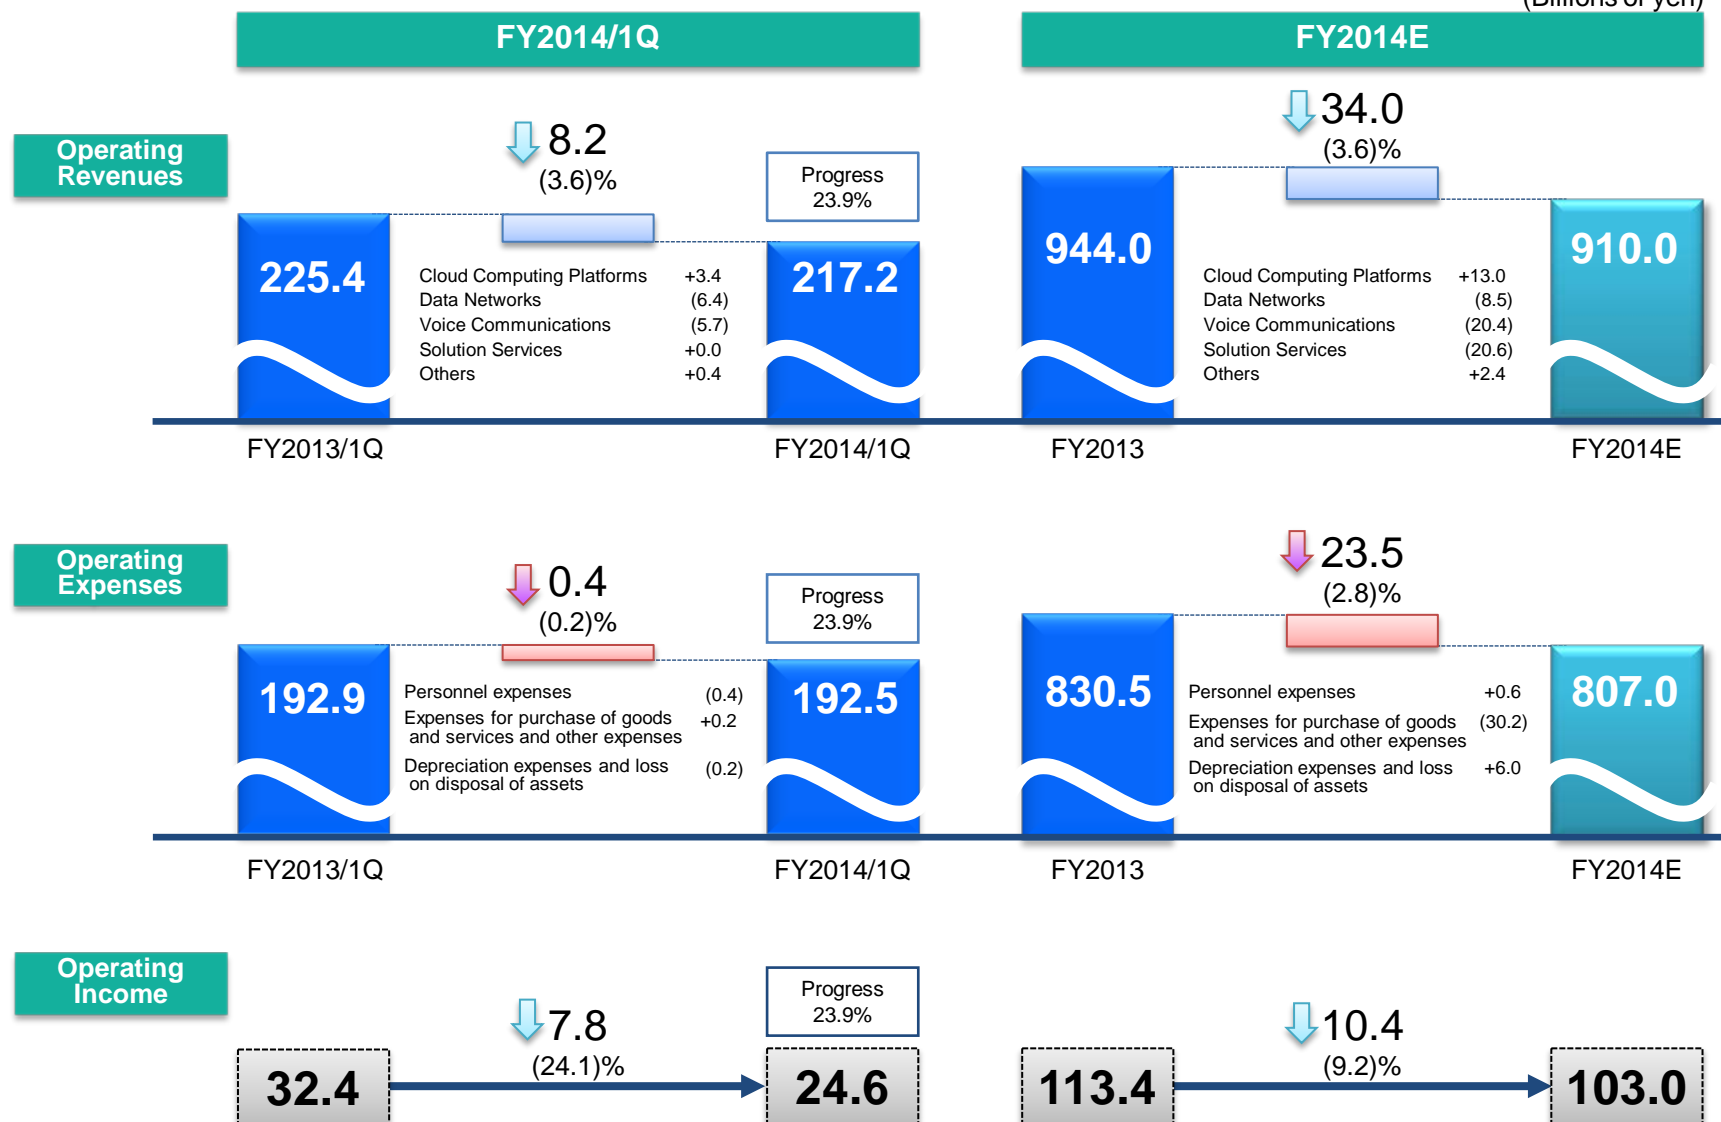 (Billions of yen)
FY2014/1Q
FY2014E
Operating
Revenues
8.2
(3.6)%
Progress
23.9%
34.0
(3.6)%
225.4
Cloud Computing Platforms +3.4
Data Networks (6.4)
Voice Communications (5.7)
Solution Services +0.0
Others +0.4
217.2
944.0
Cloud Computing Platforms +13.0
Data Networks (8.5)
Voice Communications (20.4)
Solution Services (20.6)
Others +2.4
910.0
FY2013/1Q
FY2014/1Q
FY2013
FY2014E
Operating
Expenses
0.4
(0.2)%
Progress
23.9%
23.5
(2.8)%
192.9
Personnel expenses (0.4)
Expenses for purchase of goods +0.2
and services and other expenses
Depreciation expenses and loss (0.2)
on disposal of assets
192.5
830.5
Personnel expenses +0.6
Expenses for purchase of goods (30.2)
and services and other expenses
Depreciation expenses and loss +6.0
on disposal of assets
807.0
FY2013/1Q
FY2014/1Q
FY2013
FY2014E
Operating
Income
7.8
(24.1)%
Progress
23.9%
10.4
(9.2)%
32.4
24.6
113.4
103.0